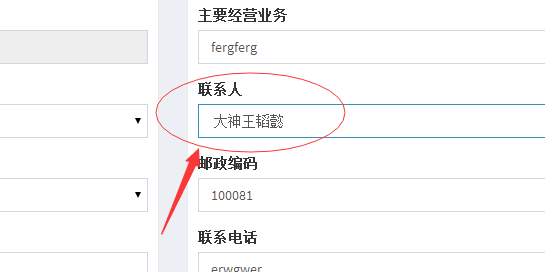 主要经营业务
fergferg
联系人
大神王韬懿
邮政编码
100081
联系电话
erwgwer